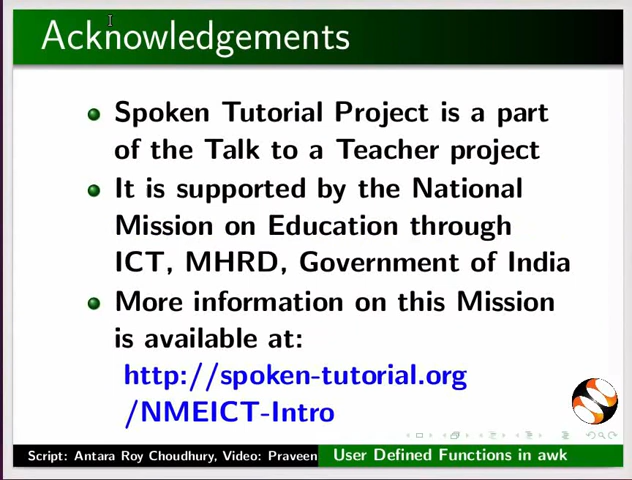 Acknowledgements
Spoken Tutorial Project is a part
of the Talk to a Teacher project
It is supported by the National
Mission on Education through
ICT, MHRD, Government of India
More information on this Mission
is available at:
http://spoken-tutorial.org
/NMEICT-Intro
Script: Antara Roy Choudhury, Video: Praveen
User Defined Functions in awk